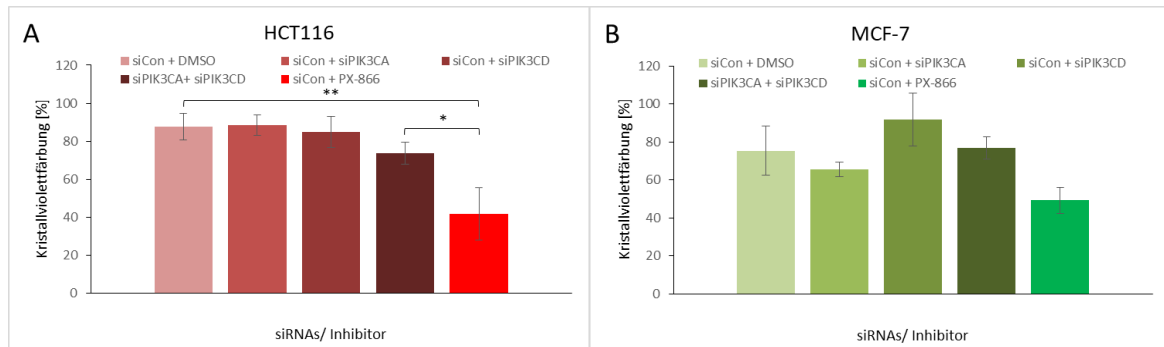 A
HCT116
siCon + DMSO siCon + siPIK3CA siCon + siPIK3CD
siPIK3CA+ siPIK3CD siCon + PX-866
Kristallviolettfärbung [%]
120
100
80
60
40
20
0
**
*
siRNAs/ Inhibitor
B
MCF-7
siCon + DMSO siCon + siPIK3CA siCon + siPIK3CD
siPIK3CA + siPIK3CD siCon + PX-866
Kristallviolettfärbung [%]
120
100
80
60
40
20
0
siRNAs/ Inhibitor